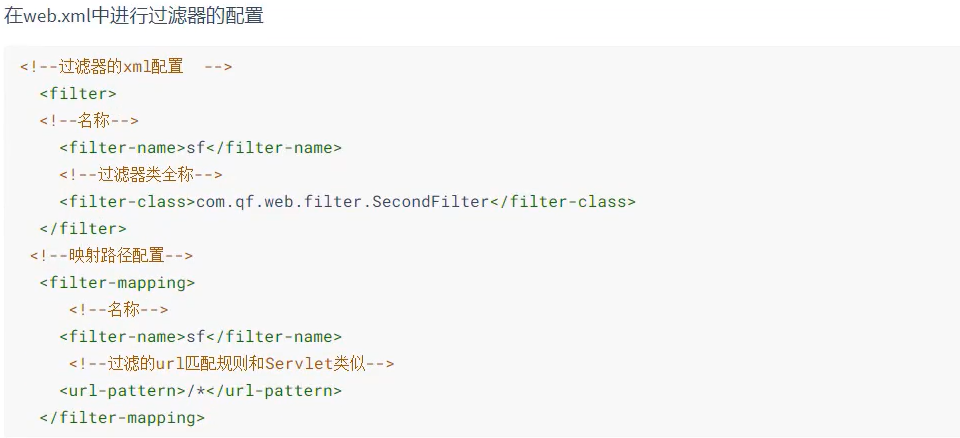 在web.xml中进行过滤器的配置
<!--过滤器的xml配置  -->
<filter>
<!--名称-->
<filter-name>sf</filter-name>
<!--过滤器类全称-->
<filter-class>com.qf.web.filter.SecondFilter</filter-class>
</filter>
<!--映射路径配置-->
<filter-mapping>
<!--名称-->
<filter-name>sf</filter-name>
<!--过滤的url匹配规则和Servlet类似-->
<url-pattern>/*</url-pattern>
</filter-mapping>